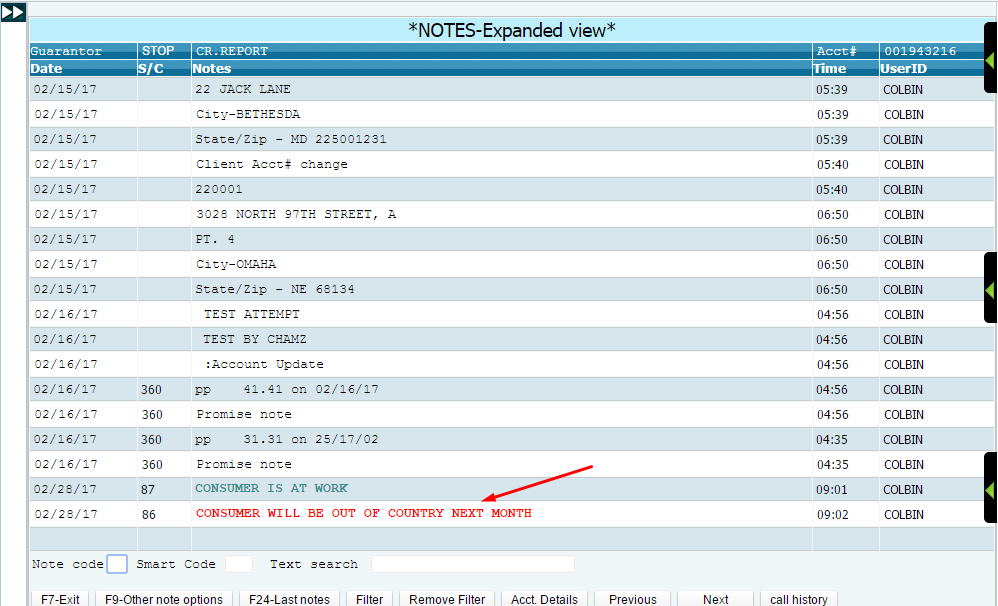 *NOTES-Expanded view*
Guarantor STOP CR.REPORT Acct# 001943216
Date S/C Notes Time UserID
02/15/17 22 JACK LANE 05:39 COLBIN
02/15/17 City-BETHESDA 05:39 COLBIN
02/15/17 State/Zip - MD 225001231 05:39 COLBIN
02/15/17 Client Acct# change 05:40 COLBIN
02/15/17 220001 05:40 COLBIN
02/15/17 3028 NORTH 97TH STREET, A 06:50 COLBIN
02/15/17 PT. 4 06:50 COLBIN
02/15/17 City-OMAHA 06:50 COLBIN
02/15/17 State/Zip - NE 68134 06:50 COLBIN
02/16/17 TEST ATTEMPT 04:56 COLBIN
02/16/17 TEST BY CHAMZ 04:56 COLBIN
02/16/17 :Account Update 04:56 COLBIN
02/16/17 360 pp 41.41 on 02/16/17 04:56 COLBIN
02/16/17 360 Promise note 04:56 COLBIN
02/16/17 360 pp 31.31 on 25/17/02 04:35 COLBIN
02/16/17 360 Promise note 04:35 COLBIN
02/28/17 87 CONSUMER IS AT WORK 09:01 COLBIN
02/28/17 86 CONSUMER WILL BE OUT OF COUNTRY NEXT MONTH 09:02 COLBIN
Note code Smart Code Text search
F7-Exit F9-Other note options F24-Last notes Filter Remove Filter Acct. Details Previous Next call history